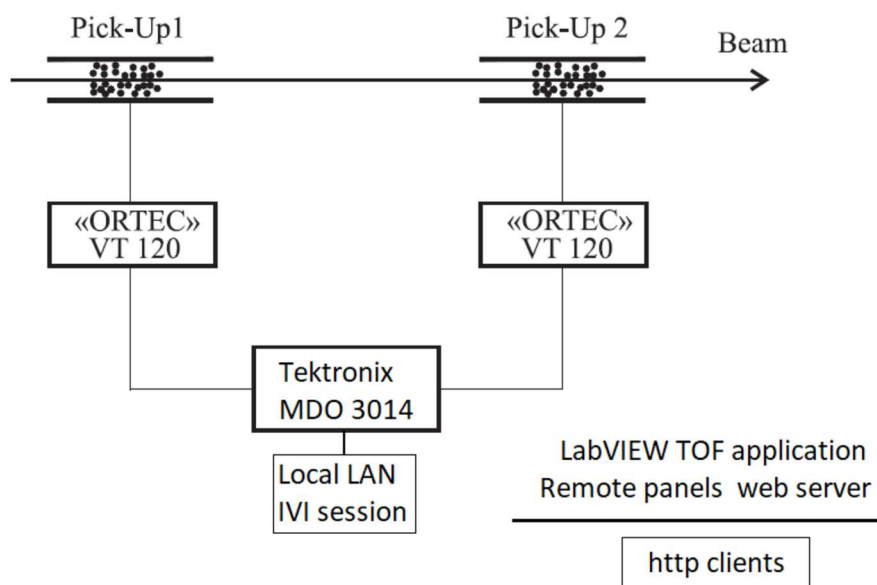 Pick-Up1
Pick-Up 2
Beam
«ORTEC»
VT 120
«ORTEC»
VT 120
Tektronix
MDO 3014
Local LAN
IVI session
LabVIEW TOF application
Remote panels web server
http clients